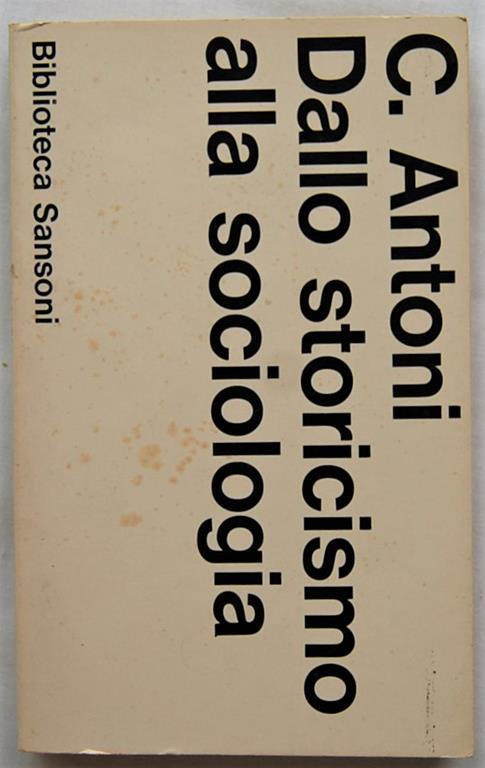 C. Antoni
Dallo storicismo
alla sociologia
Biblioteca Sansoni